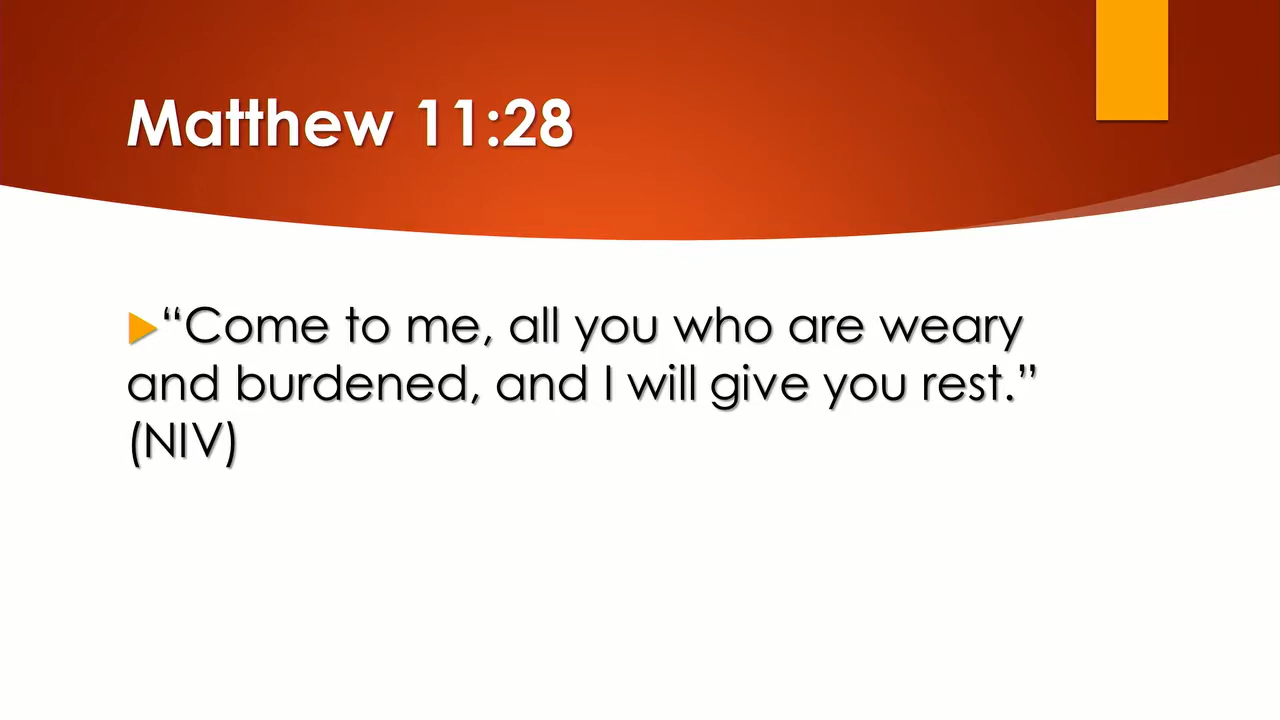 Matthew 11:28
“Come to me, all you who are weary
and burdened, and I will give you rest.”
(NIV)